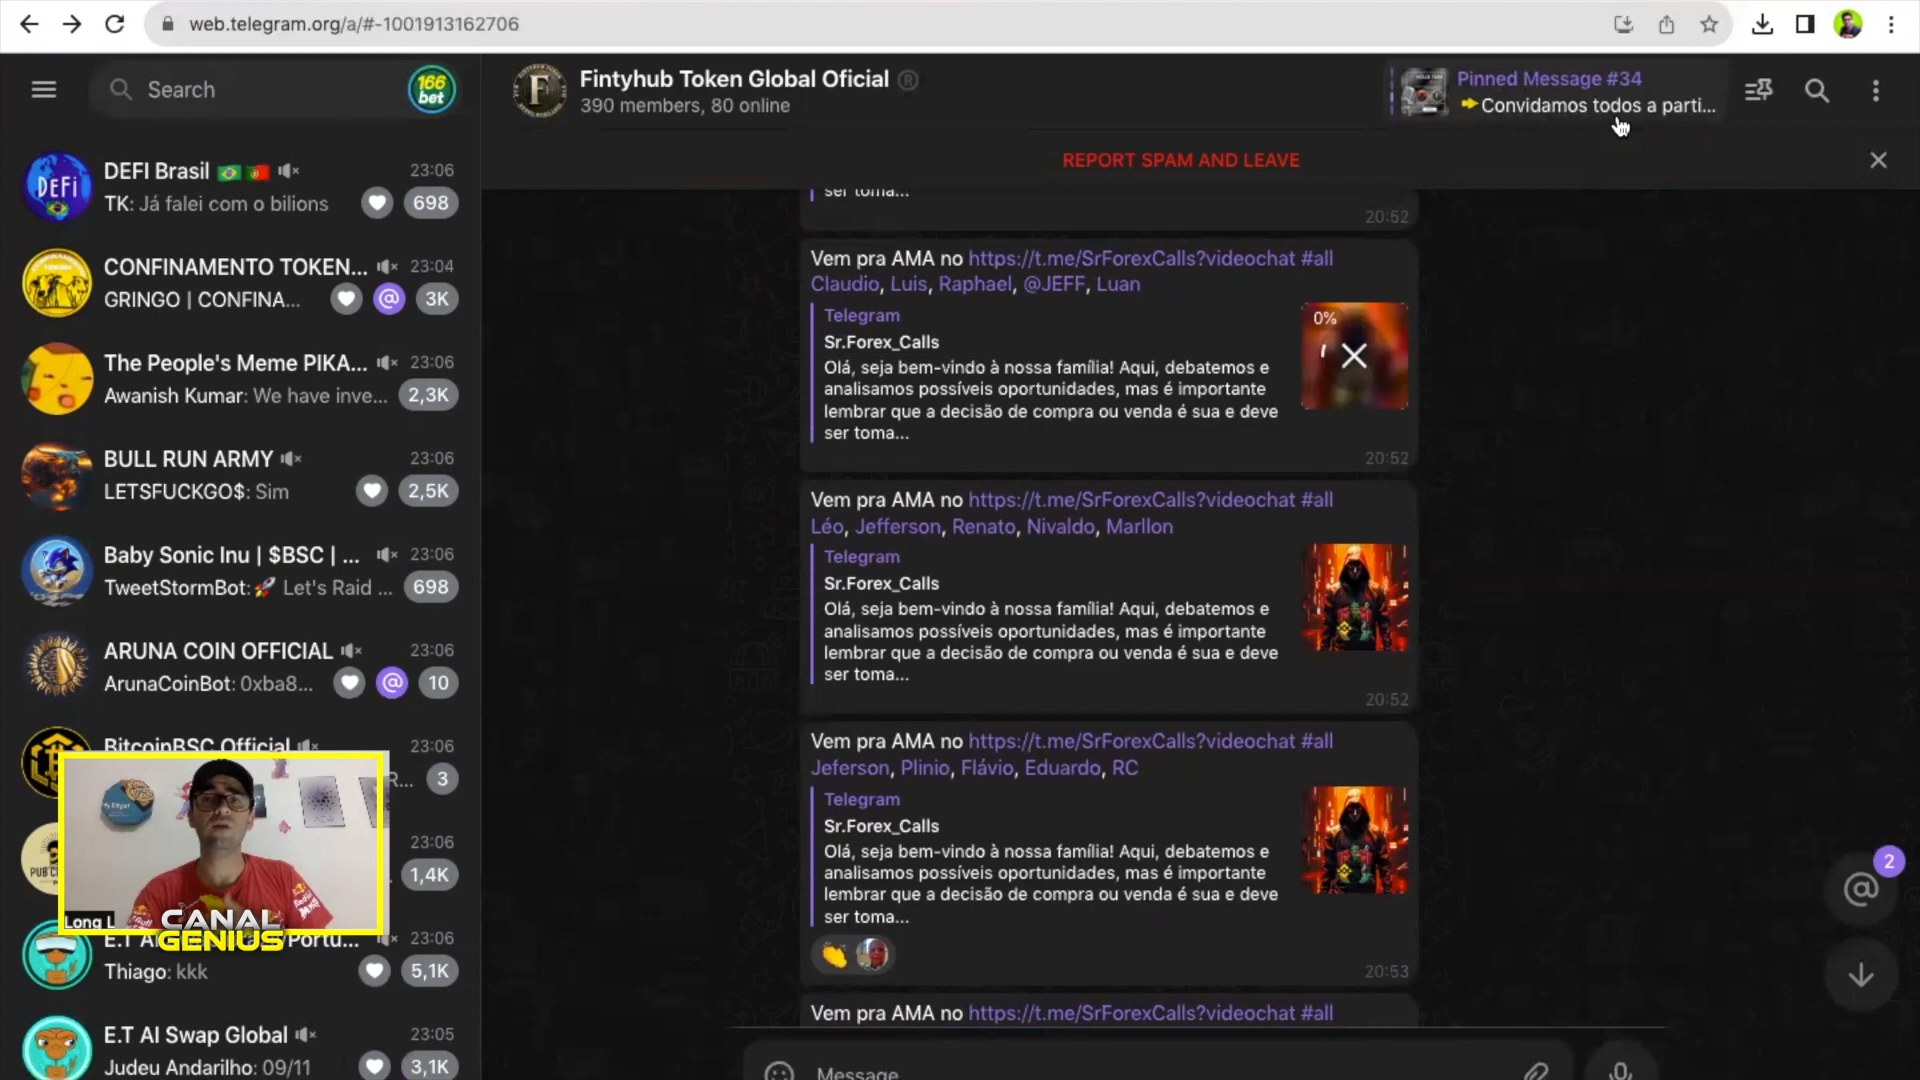 web.telegram.org/a/#-1001913162706
Search
166
bet
Fintyhub Token Global Oficial
390 members, 80 online
Pinned Message #34
Convidamos todos a parti...
REPORT SPAM AND LEAVE
DEFI Brasil
23:06
TK: Já falei com o bilions
698
CONFINAMENTO TOKEN...
23:04
GRINGO | CONFINA...
@
3K
The People's Meme PIKA...
23:06
Awanish Kumar: We have inve...
2,3K
BULL RUN ARMY
23:06
LETSFUCKGO$: Sim
2,5K
Baby Sonic Inu | $BSC | ...
23:06
TweetStormBot: Let's Raid ...
698
ARUNA COIN OFFICIAL
23:06
ArunaCoinBot: 0xba8...
@
10
BitcoinBSC Official
23:06
R...
3
23:06
1,4K
E.T AI
Portu...
23:06
Thiago: kkk
5,1K
E.T AI Swap Global
23:05
Judeu Andarilho: 09/11
3,1K
DEFi
PUB
Long L
CANAL
GENIUS
ser toma...
20:52
Vem pra AMA no https://t.me/SrForexCalls?videochat #all
Claudio, Luis, Raphael, @JEFF, Luan
Telegram
Sr.Forex_Calls
Olá, seja bem-vindo à nossa família! Aqui, debatemos e
analisamos possíveis oportunidades, mas é importante
lembrar que a decisão de compra ou venda é sua e deve
ser toma...
0%
20:52
Vem pra AMA no https://t.me/SrForexCalls?videochat #all
Léo, Jefferson, Renato, Nivaldo, Marllon
Telegram
Sr.Forex_Calls
Olá, seja bem-vindo à nossa família! Aqui, debatemos e
analisamos possíveis oportunidades, mas é importante
lembrar que a decisão de compra ou venda é sua e deve
ser toma...
20:52
Vem pra AMA no https://t.me/SrForexCalls?videochat #all
Jeferson, Plinio, Flávio, Eduardo, RC
Telegram
Sr.Forex_Calls
Olá, seja bem-vindo à nossa família! Aqui, debatemos e
analisamos possíveis oportunidades, mas é importante
lembrar que a decisão de compra ou venda é sua e deve
ser toma...
20:53
Vem pra AMA no https://t.me/SrForexCalls?videochat #all
2
@
Message